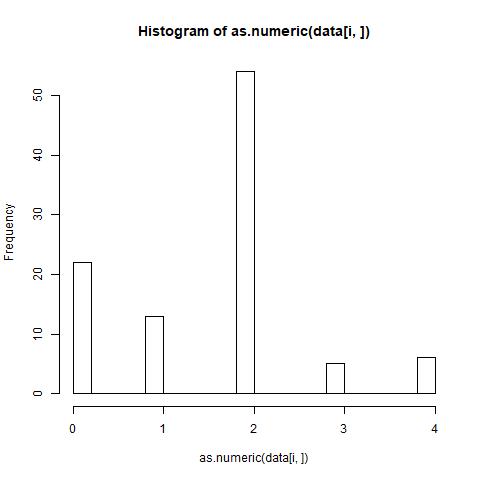 Histogram of as.numeric(data[i, ])
Frequency
50
40
30
20
10
0
0 1 2 3 4
as.numeric(data[i, ])